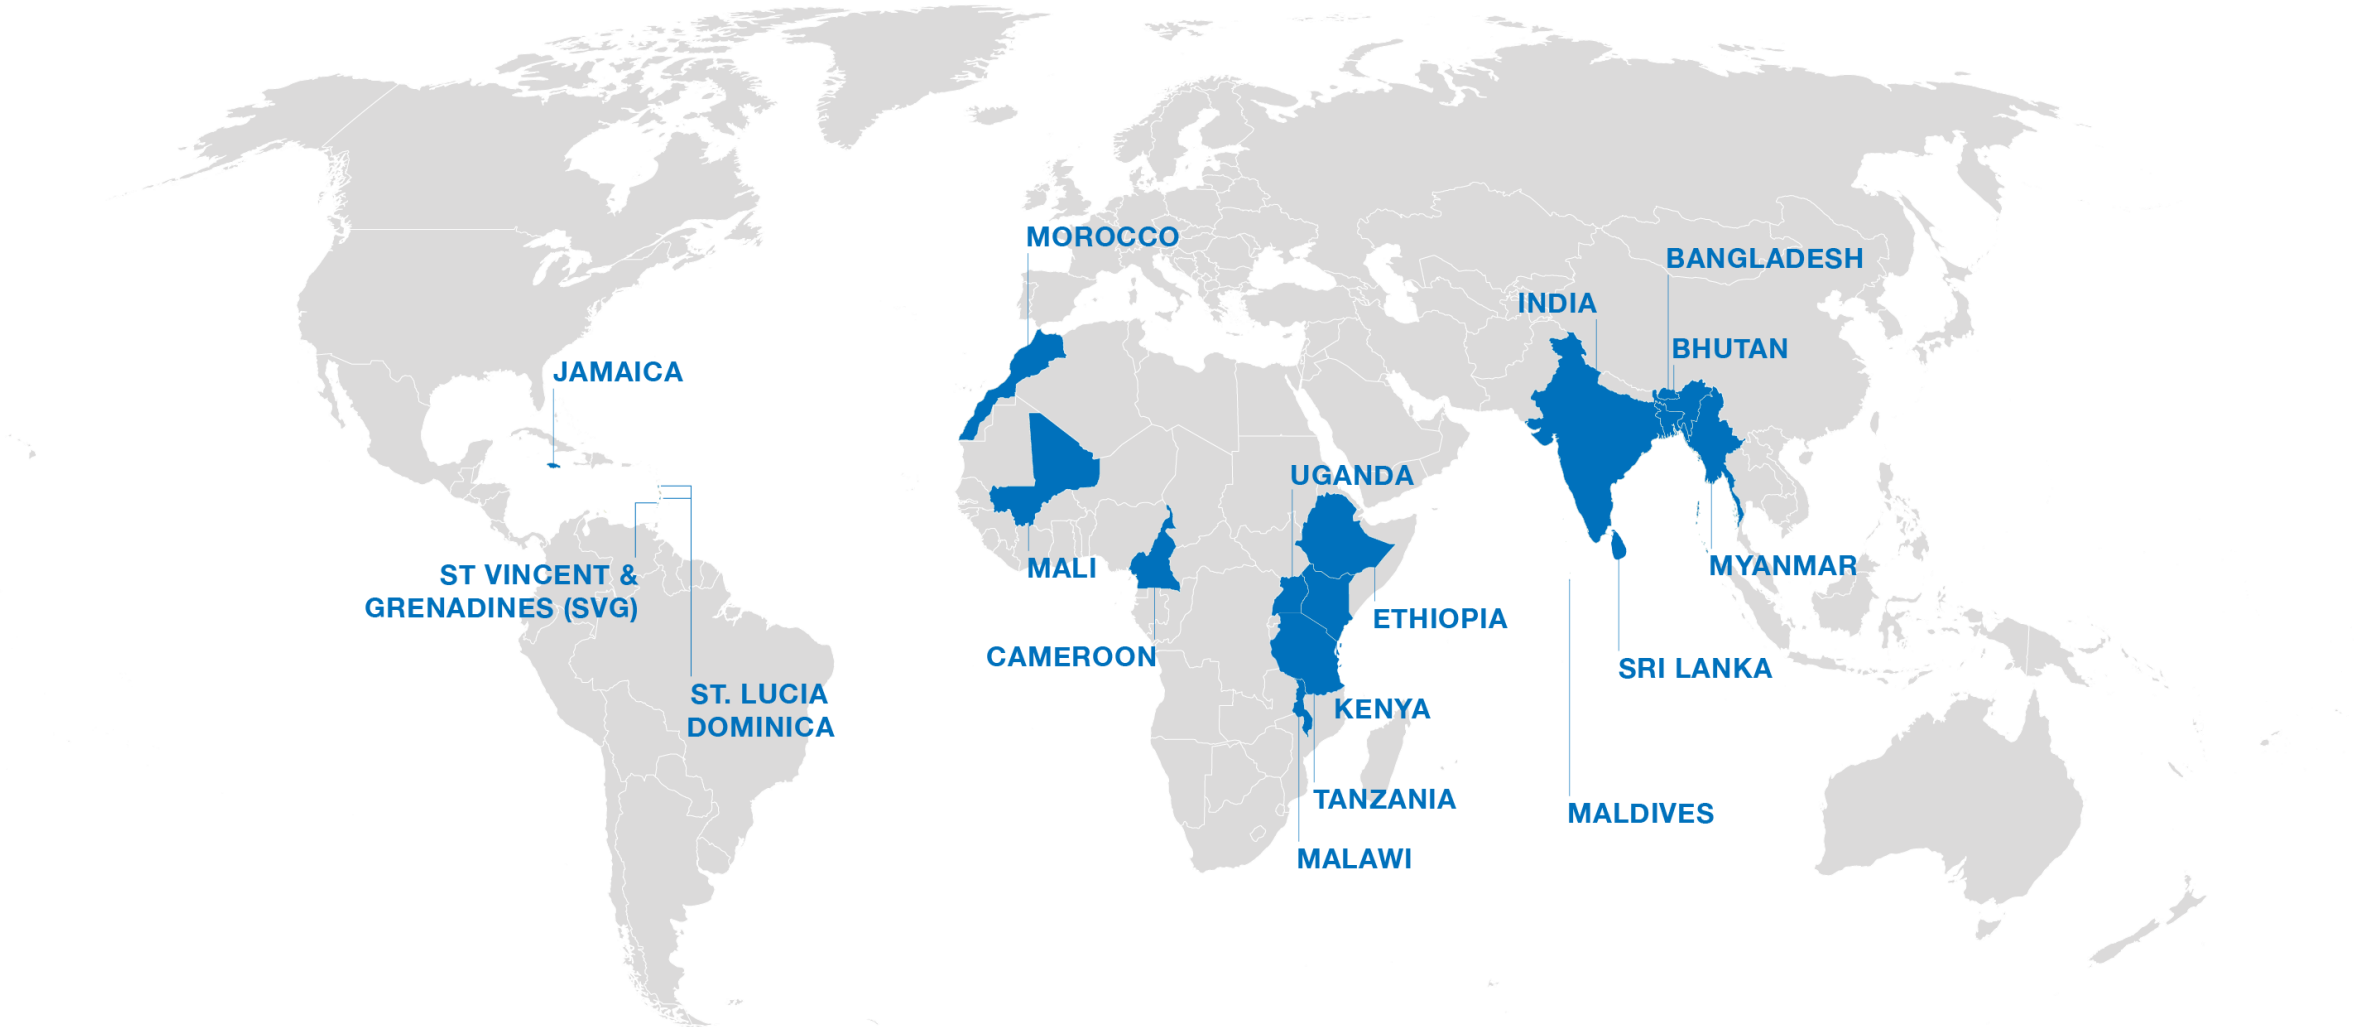 MOROCCO
BANGLADESH
INDIA
BHUTAN
JAMAICA
UGANDA
MYANMAR
MALI
ST VINCENT &
GRENADINES (SVG)
ETHIOPIA
CAMEROON
SRI LANKA
ST. LUCIA
DOMINICA
KENYA
TANZANIA
MALDIVES
MALAWI